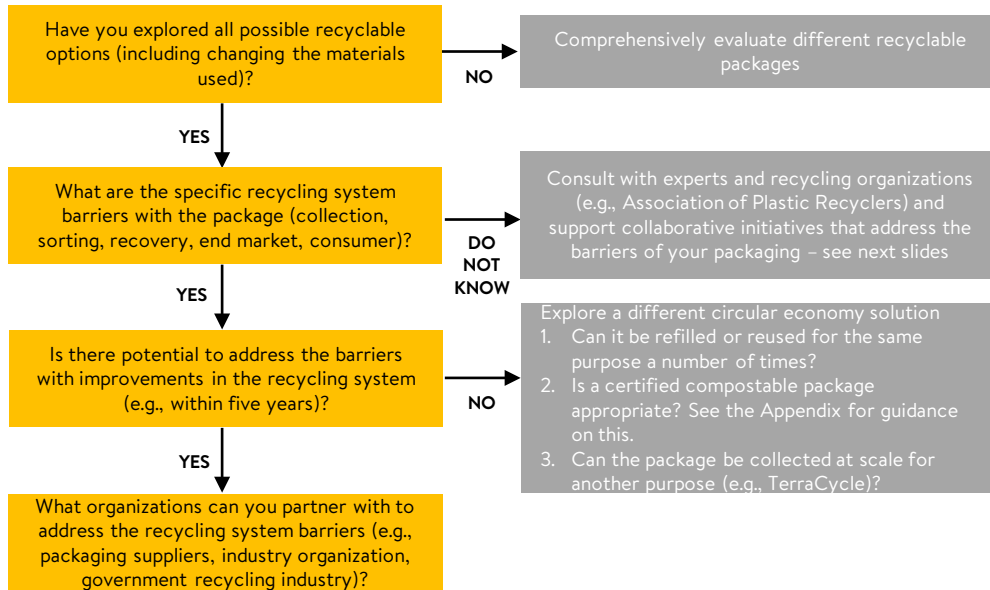 Have you explored all possible recyclable
options (including changing the materials
used)?
NO
Comprehensively evaluate different recyclable
packages
YES
What are the specific recycling system
barriers with the package (collection,
sorting, recovery, end market, consumer)?
DO
NOT
KNOW
Consult with experts and recycling organizations
(e.g., Association of Plastic Recyclers) and
support collaborative initiatives that address the
barriers of your packaging – see next slides
YES
Is there potential to address the barriers
with improvements in the recycling system
(e.g., within five years)?
NO
Explore a different circular economy solution
1. Can it be refilled or reused for the same
purpose a number of times?
2. Is a certified compostable package
appropriate? See the Appendix for guidance
on this.
3. Can the package be collected at scale for
another purpose (e.g., TerraCycle)?
YES
What organizations can you partner with to
address the recycling system barriers (e.g.,
packaging suppliers, industry organization,
government recycling industry)?